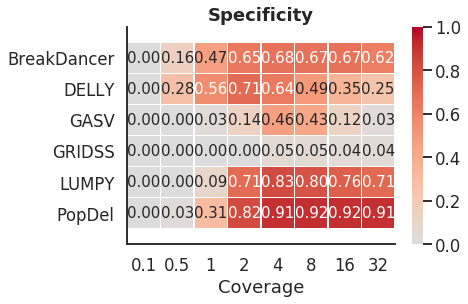 Specificity
1.0
BreakDancer 0.00 0.16 0.47 0.65 0.68 0.67 0.67 0.62
0.8
DELLY 0.00 0.28 0.56 0.71 0.64 0.49 0.35 0.25
0.6
GASV 0.00 0.00 0.03 0.14 0.46 0.43 0.12 0.03
GRIDSS 0.00 0.00 0.00 0.00 0.05 0.05 0.04 0.04
0.4
LUMPY 0.00 0.00 0.09 0.71 0.83 0.80 0.76 0.71
0.2
PopDel 0.00 0.03 0.31 0.82 0.91 0.92 0.92 0.91
0.0
0.1 0.5 1 2 4 8 16 32
Coverage